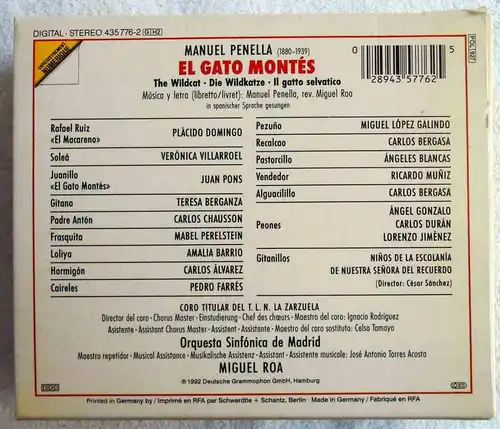 DIGITAL · STEREO 435 776-2 GH2
MANUEL PENELLA (1880-1939)
EL GATO MONTÉS
The Wildcat · Die Wildkatze · Il gatto selvatico
Música y letra (libretto/livret): Manuel Penella, rev. Miguel Roa
in spanischer Sprache gesungen
0 28943 57762 5
POL 927
Rafael Ruiz
«El Macareno» PLÁCIDO DOMINGO
Soleá VERÓNICA VILLARROEL
Juanillo
«El Gato Montés» JUAN PONS
Gitana TERESA BERGANZA
Padre Antón CARLOS CHAUSSON
Frasquita MABEL PERELSTEIN
Loliya AMALIA BARRIO
Hormigón CARLOS ÁLVAREZ
Caireles PEDRO FARRÉS
Pezuño MIGUEL LÓPEZ GALINDO
Recalcao CARLOS BERGASA
Pastorcillo ÁNGELES BLANCAS
Vendedor RICARDO MUÑIZ
Alguacilillo CARLOS BERGASA
ÁNGEL GONZALO
Peones CARLOS DURÁN
LORENZO JIMÉNEZ
Gitanillos NIÑOS DE LA ESCOLANÍA
DE NUESTRA SEÑORA DEL RECUERDO
(Director: César Sánchez)
CORO TITULAR DEL T. L. N. LA ZARZUELA
Director del coro · Chorus Master · Einstudierung · Chef des chœurs · Maestro del coro: Ignacio Rodríguez
Asistente · Assistant Chorus Master · Assistent · Assistante · Maestro del coro sostituto: Celso Tamayo
Orquesta Sinfónica de Madrid
Maestro repetidor · Musical Assistance · Musikalische Assistenz · Assistant · Assistente musicale: José Antonio Torres Acosta
MIGUEL ROA
DDD
℗ 1992 Deutsche Grammophon GmbH, Hamburg
Printed in Germany by / Imprimé en RFA par Schwerdtle + Schantz, Berlin · Made in Germany / Fabriqué en RFA